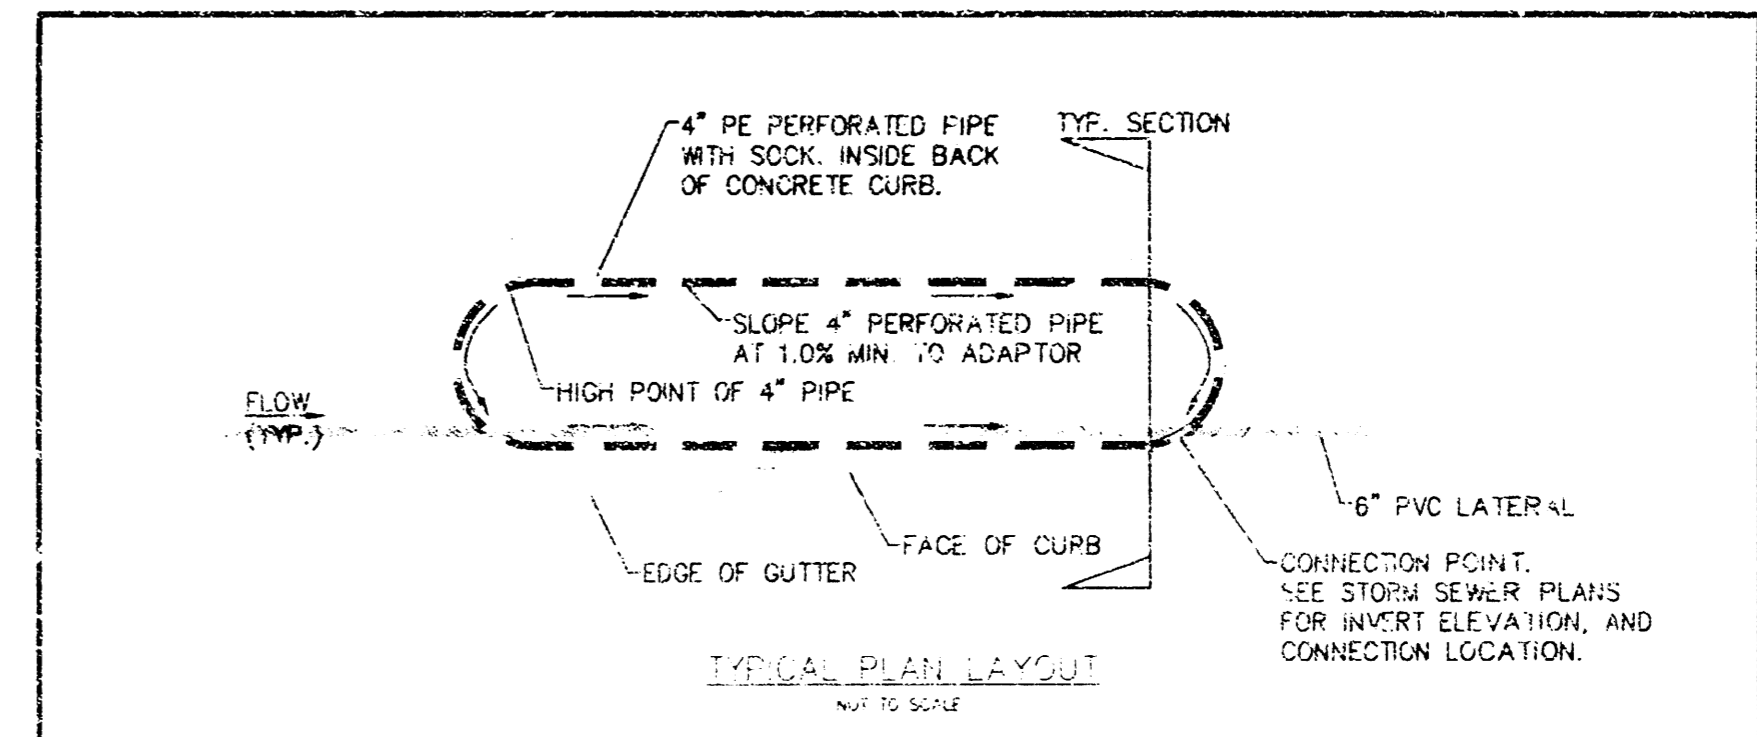 4" PE PERFORATED PIPE
WITH SOCK. INSIDE BACK
OF CONCRETE CURB.
TYP. SECTION
SLOPE 4" PERFORATED PIPE
AT 1.0% MIN. TO ADAPTOR
HIGH POINT OF 4" PIPE
FLOW
(TYP.)
6" PVC LATERAL
FACE OF CURB
EDGE OF GUTTER
CONNECTION POINT.
SEE STORM SEWER PLANS
FOR INVERT ELEVATION, AND
CONNECTION LOCATION.
TYPICAL PLAN LAYOUT
NOT TO SCALE